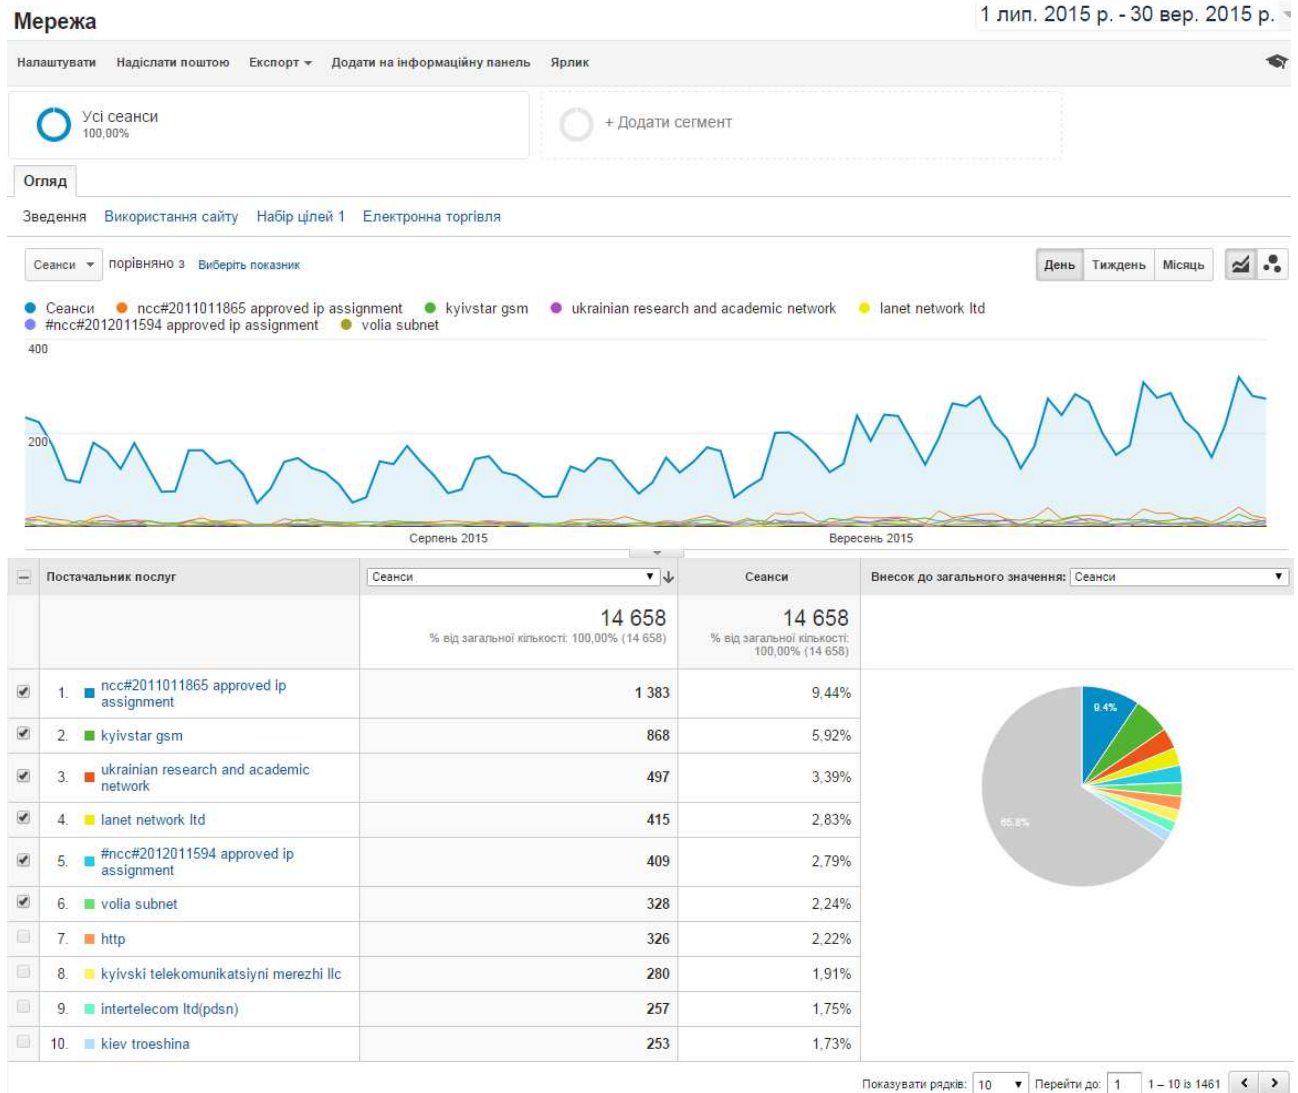 Мережа
1 лип. 2015 р. - 30 вер. 2015 р.
Налаштувати Надіслати поштою Експорт Додати на інформаційну панель Ярлик
Усі сеанси
100,00%
+ Додати сегмент
Огляд
Зведення Використання сайту Набір цілей 1 Електронна торгівля
Сеанси порівняно з Виберіть показник
День Тиждень Місяць
Сеанси ncc#2011011865 approved ip assignment kyivstar gsm ukrainian research and academic network lanet network ltd
#ncc#2012011594 approved ip assignment volia subnet
400
200
Серпень 2015 Вересень 2015
Постачальник послуг Сеанси Сеанси Внесок до загального значення: Сеанси
14 658 14 658
% від загальної кількості: 100,00% (14 658) % від загальної кількості:
100,00% (14 658)
1. ncc#2011011865 approved ip
assignment 1 383 9,44%
2. kyivstar gsm 868 5,92%
3. ukrainian research and academic
network 497 3,39%
4. lanet network ltd 415 2,83%
5. #ncc#2012011594 approved ip
assignment 409 2,79%
6. volia subnet 328 2,24%
7. http 326 2,22%
8. kyivski telekomunikatsiyni merezhi llc 280 1,91%
9. intertelecom ltd(pdsn) 257 1,75%
10. kiev troeshina 253 1,73%
9.4%
65.8%
Показувати рядків: 10 Перейти до: 1 1 – 10 із 1461